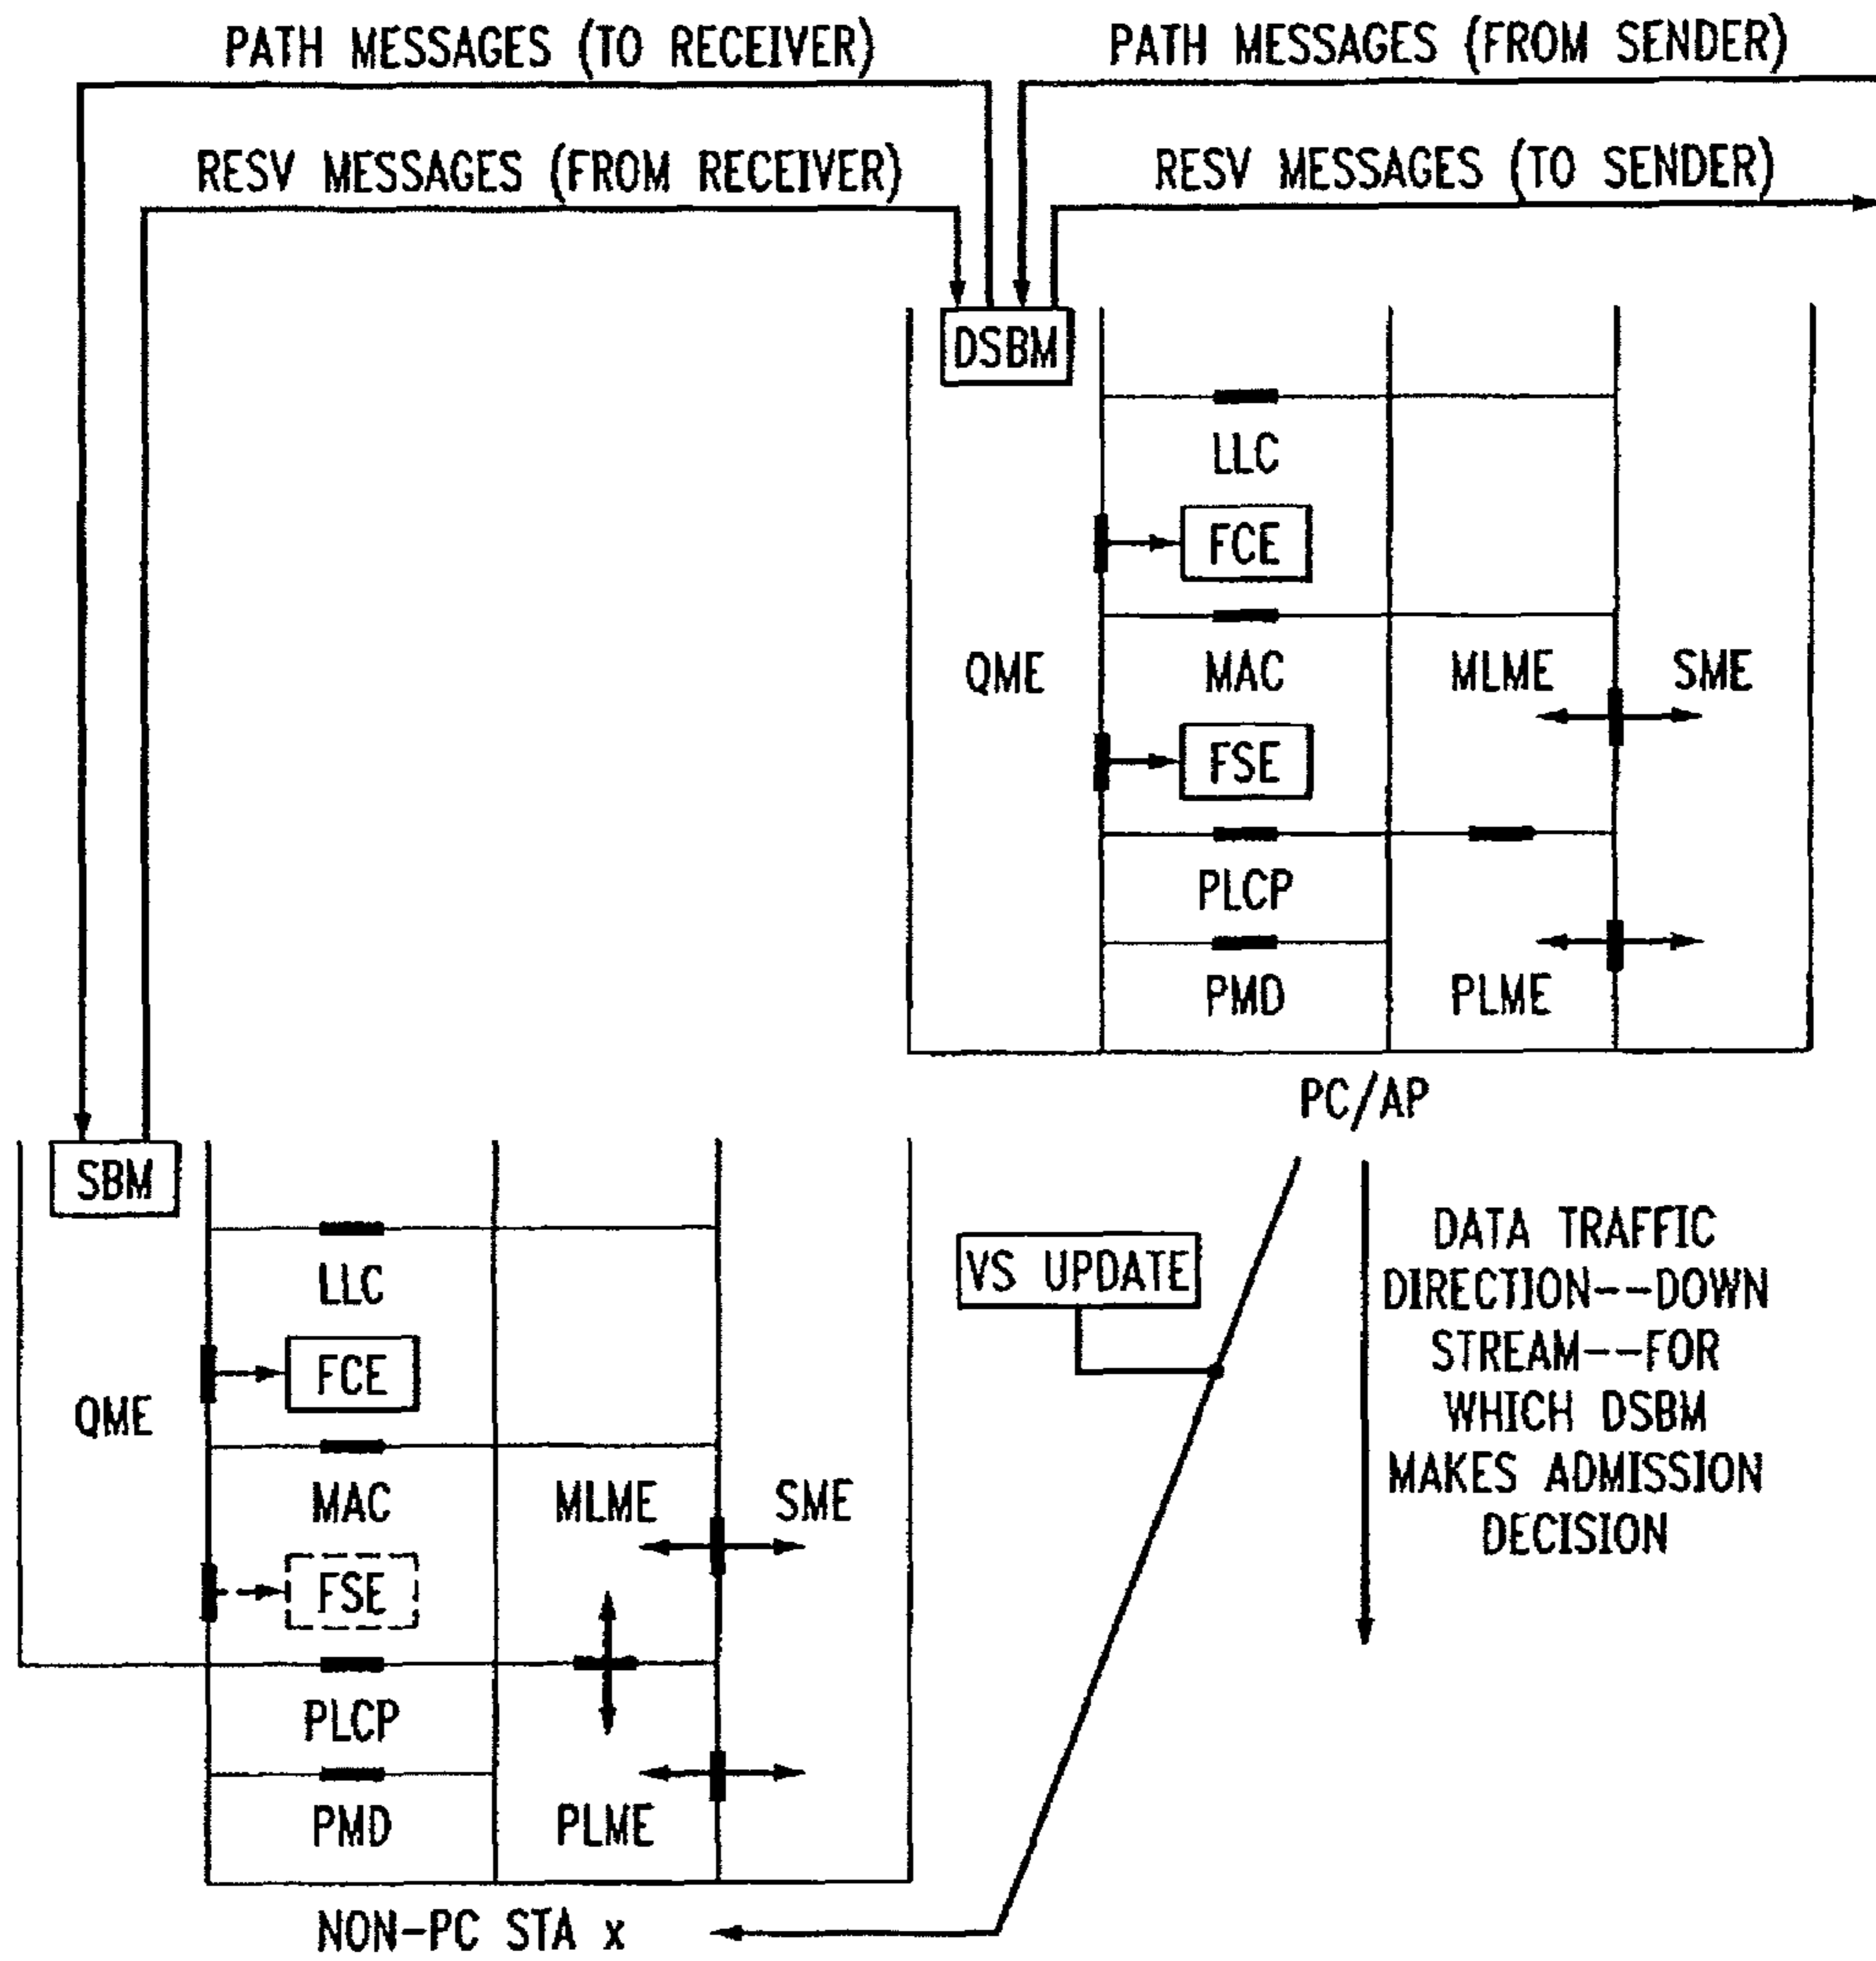 PATH MESSAGES (TO RECEIVER)
PATH MESSAGES (FROM SENDER)
RESV MESSAGES (FROM RECEIVER)
RESV MESSAGES (TO SENDER)
DSBM
LLC
FCE
QME
MAC
MLME
SME
FSE
PLCP
PMD
PLME
PC/AP
SBM
LLC
FCE
QME
MAC
MLME
SME
FSE
PLCP
PMD
PLME
NON-PC STA x
VS UPDATE
DATA TRAFFIC
DIRECTION--DOWN
STREAM--FOR
WHICH DSBM
MAKES ADMISSION
DECISION